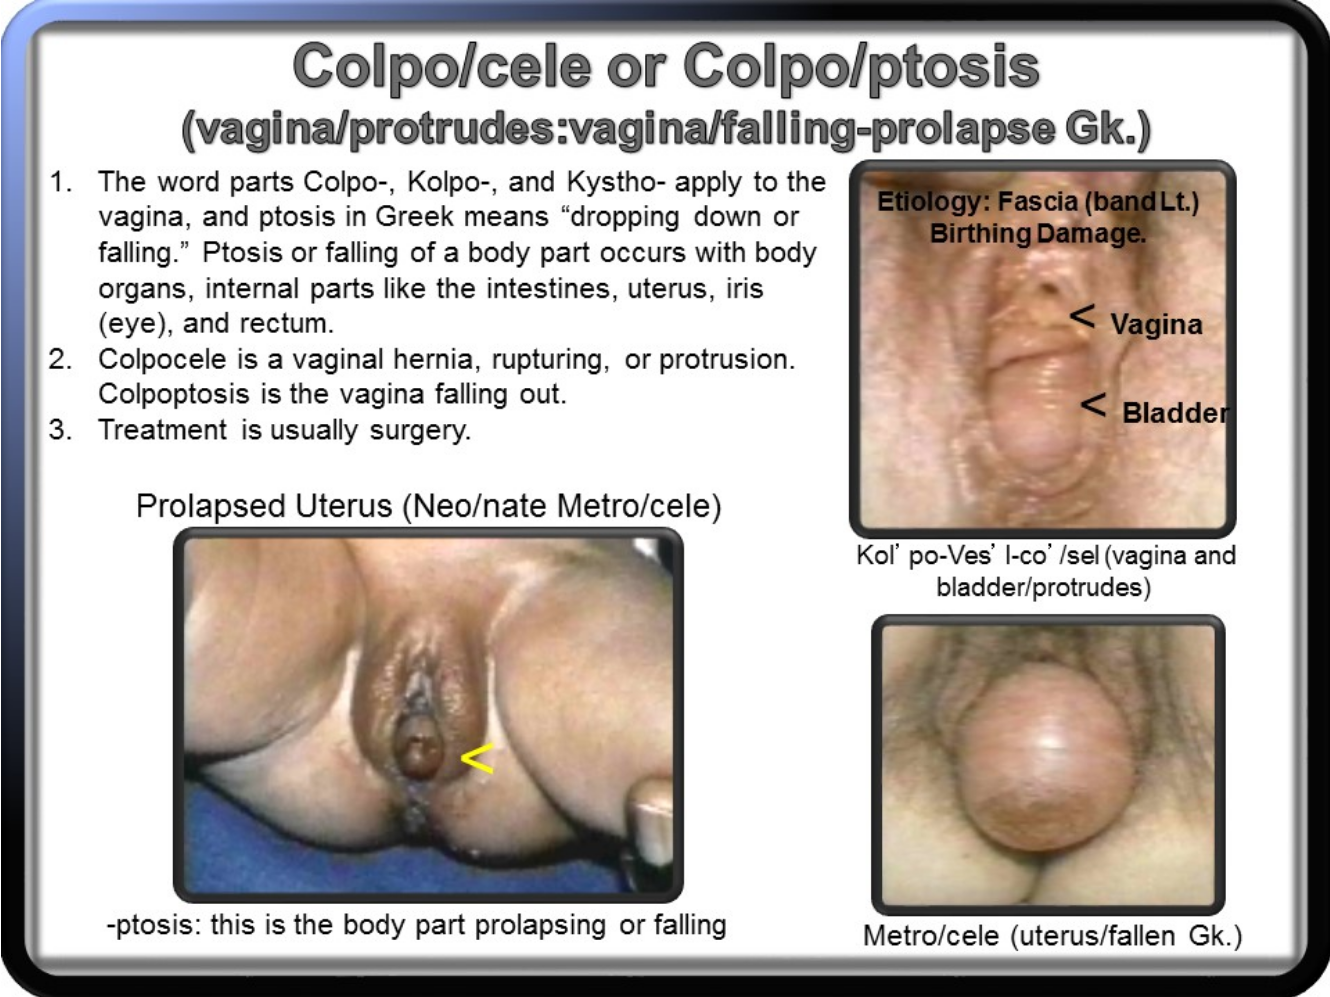 Colpo/cele or Colpo/ptosis
(vagina/protrudes:vagina/falling-prolapse Gk.)
1. The word parts Colpo-, Kolpo-, and Kystho- apply to the
vagina, and ptosis in Greek means “dropping down or
falling.” Ptosis or falling of a body part occurs with body
organs, internal parts like the intestines, uterus, iris
(eye), and rectum.
2. Colpocele is a vaginal hernia, rupturing, or protrusion.
Colpoptosis is the vagina falling out.
3. Treatment is usually surgery.
Etiology: Fascia (band Lt.)
Birthing Damage.
< Vagina
< Bladder
Kol’ po-Ves’ I-co’ /sel (vagina and
bladder/protrudes)
Prolapsed Uterus (Neo/nate Metro/cele)
<
-ptosis: this is the body part prolapsing or falling
Metro/cele (uterus/fallen Gk.)